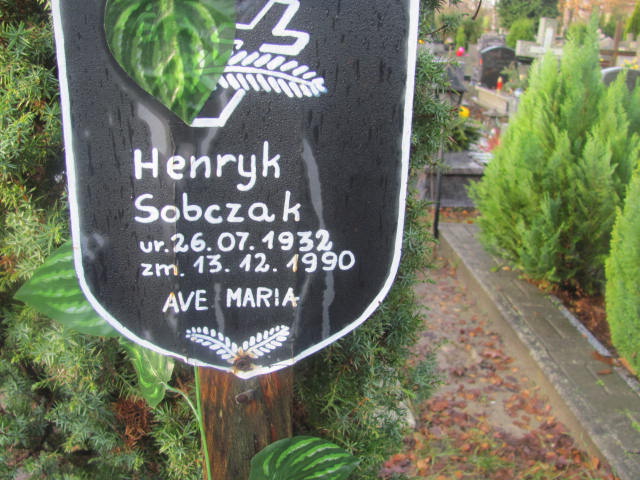 Henryk
Sobczak
ur. 26.07.1932
zm. 13.12.1990
AVE MARIA